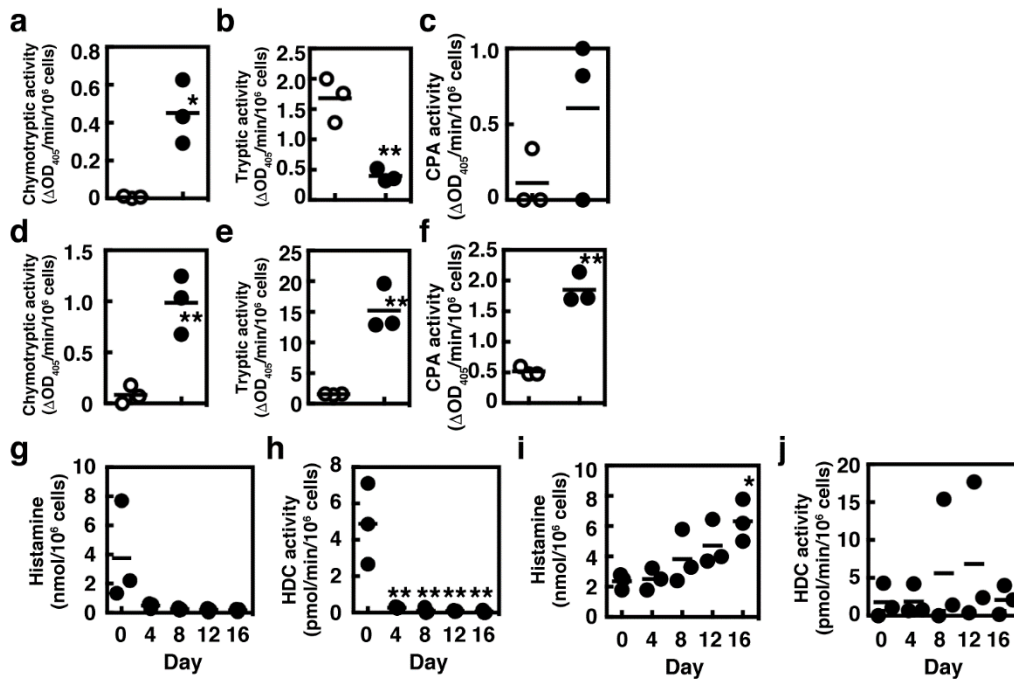 a
Chymotryptic activity
(ΔOD405/min/10⁶ cells)
0.8
0.6
0.4
0.2
0
*
b
Tryptic activity
(ΔOD405/min/10⁶ cells)
2.5
2.0
1.5
1.0
0.5
0
**
c
CPA activity
(ΔOD405/min/10⁶ cells)
1.0
0.5
0
d
Chymotryptic activity
(ΔOD405/min/10⁶ cells)
1.5
1.0
0.5
0
**
e
Tryptic activity
(ΔOD405/min/10⁶ cells)
25
20
15
10
5
0
**
f
CPA activity
(ΔOD405/min/10⁶ cells)
2.5
2.0
1.5
1.0
0.5
0
**
g
Histamine
(nmol/10⁶ cells)
10
8
6
4
2
0
0 4 8 12 16
Day
h
HDC activity
(pmol/min/10⁶ cells)
8
6
4
2
0
** ** ** **
0 4 8 12 16
Day
i
Histamine
(nmol/10⁶ cells)
10
8
6
4
2
0
*
0 4 8 12 16
Day
j
HDC activity
(pmol/min/10⁶ cells)
20
15
10
5
0
0 4 8 12 16
Day